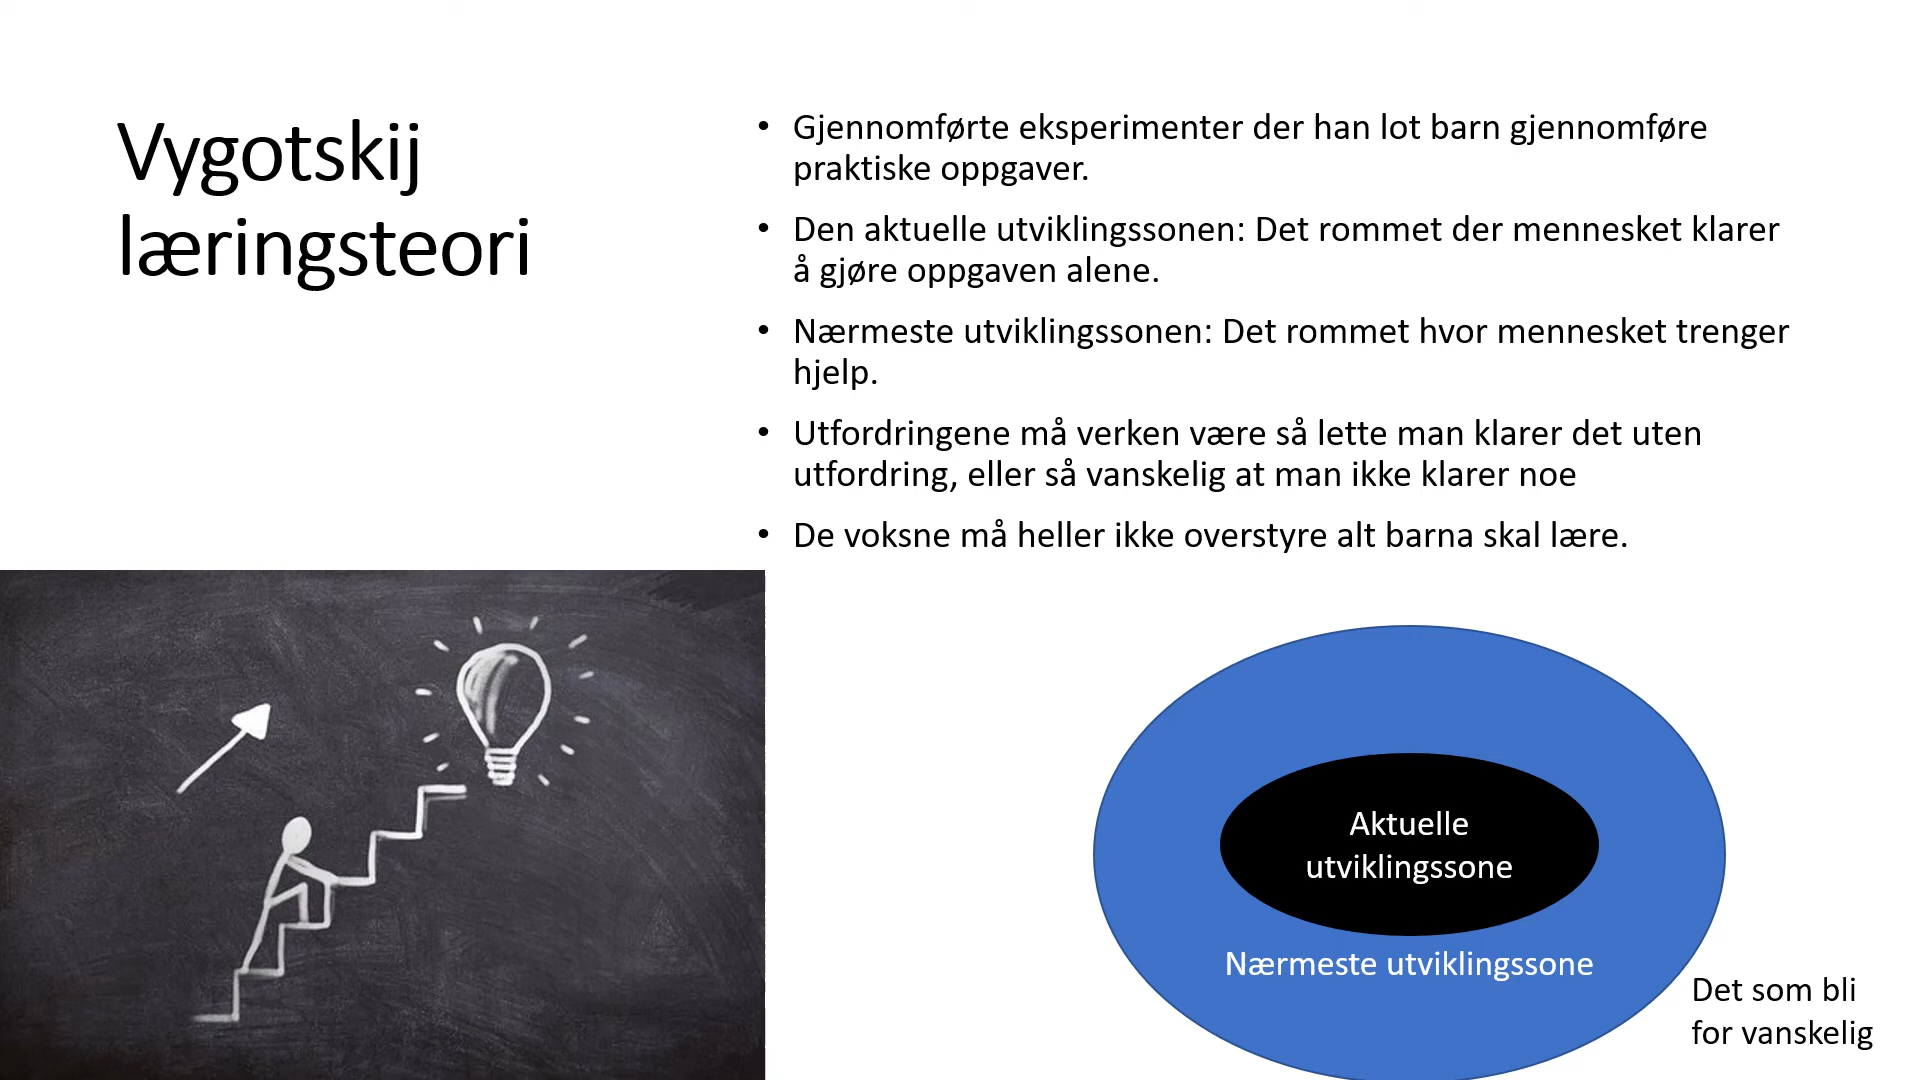 Vygotskij
læringsteori
• Gjennomførte eksperimenter der han lot barn gjennomføre
praktiske oppgaver.
• Den aktuelle utviklingssonen: Det rommet der mennesket klarer
å gjøre oppgaven alene.
• Nærmeste utviklingssonen: Det rommet hvor mennesket trenger
hjelp.
• Utfordringene må verken være så lette man klarer det uten
utfordring, eller så vanskelig at man ikke klarer noe
• De voksne må heller ikke overstyre alt barna skal lære.
Aktuelle
utviklingssone
Nærmeste utviklingssone
Det som bli
for vanskelig